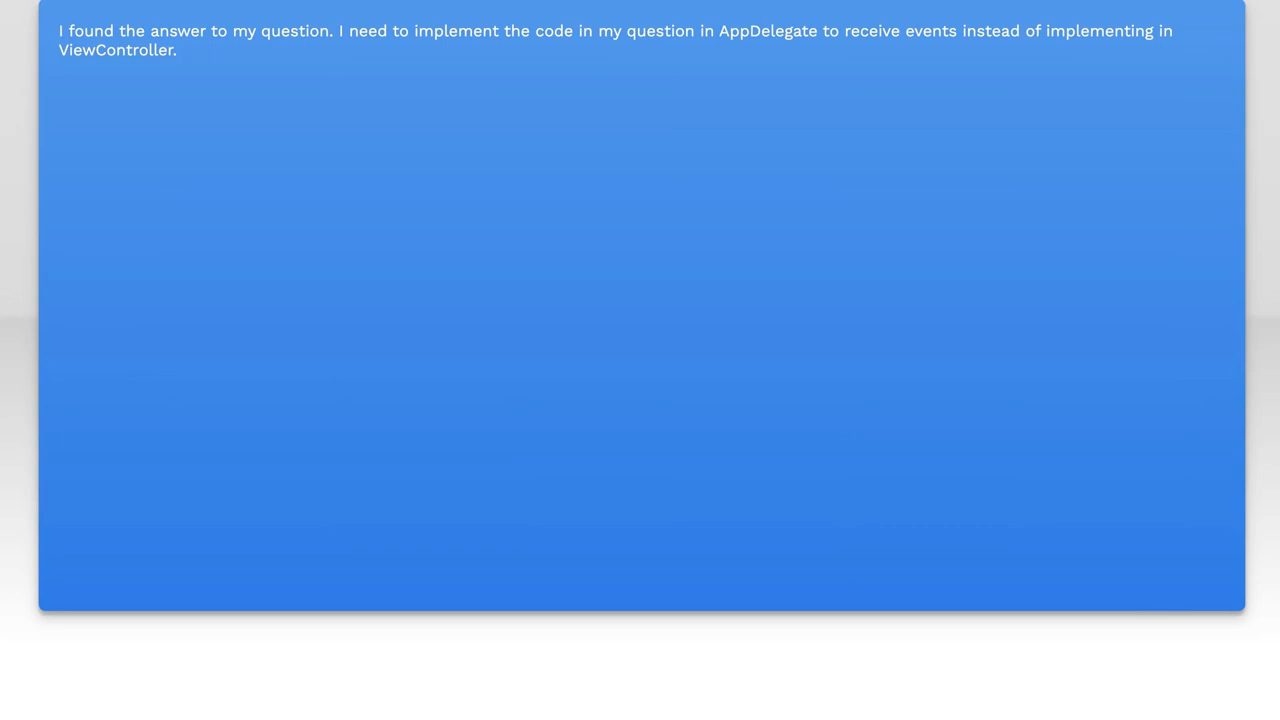 I found the answer to my question. I need to implement the code in my question in AppDelegate to receive events instead of implementing in
ViewController.